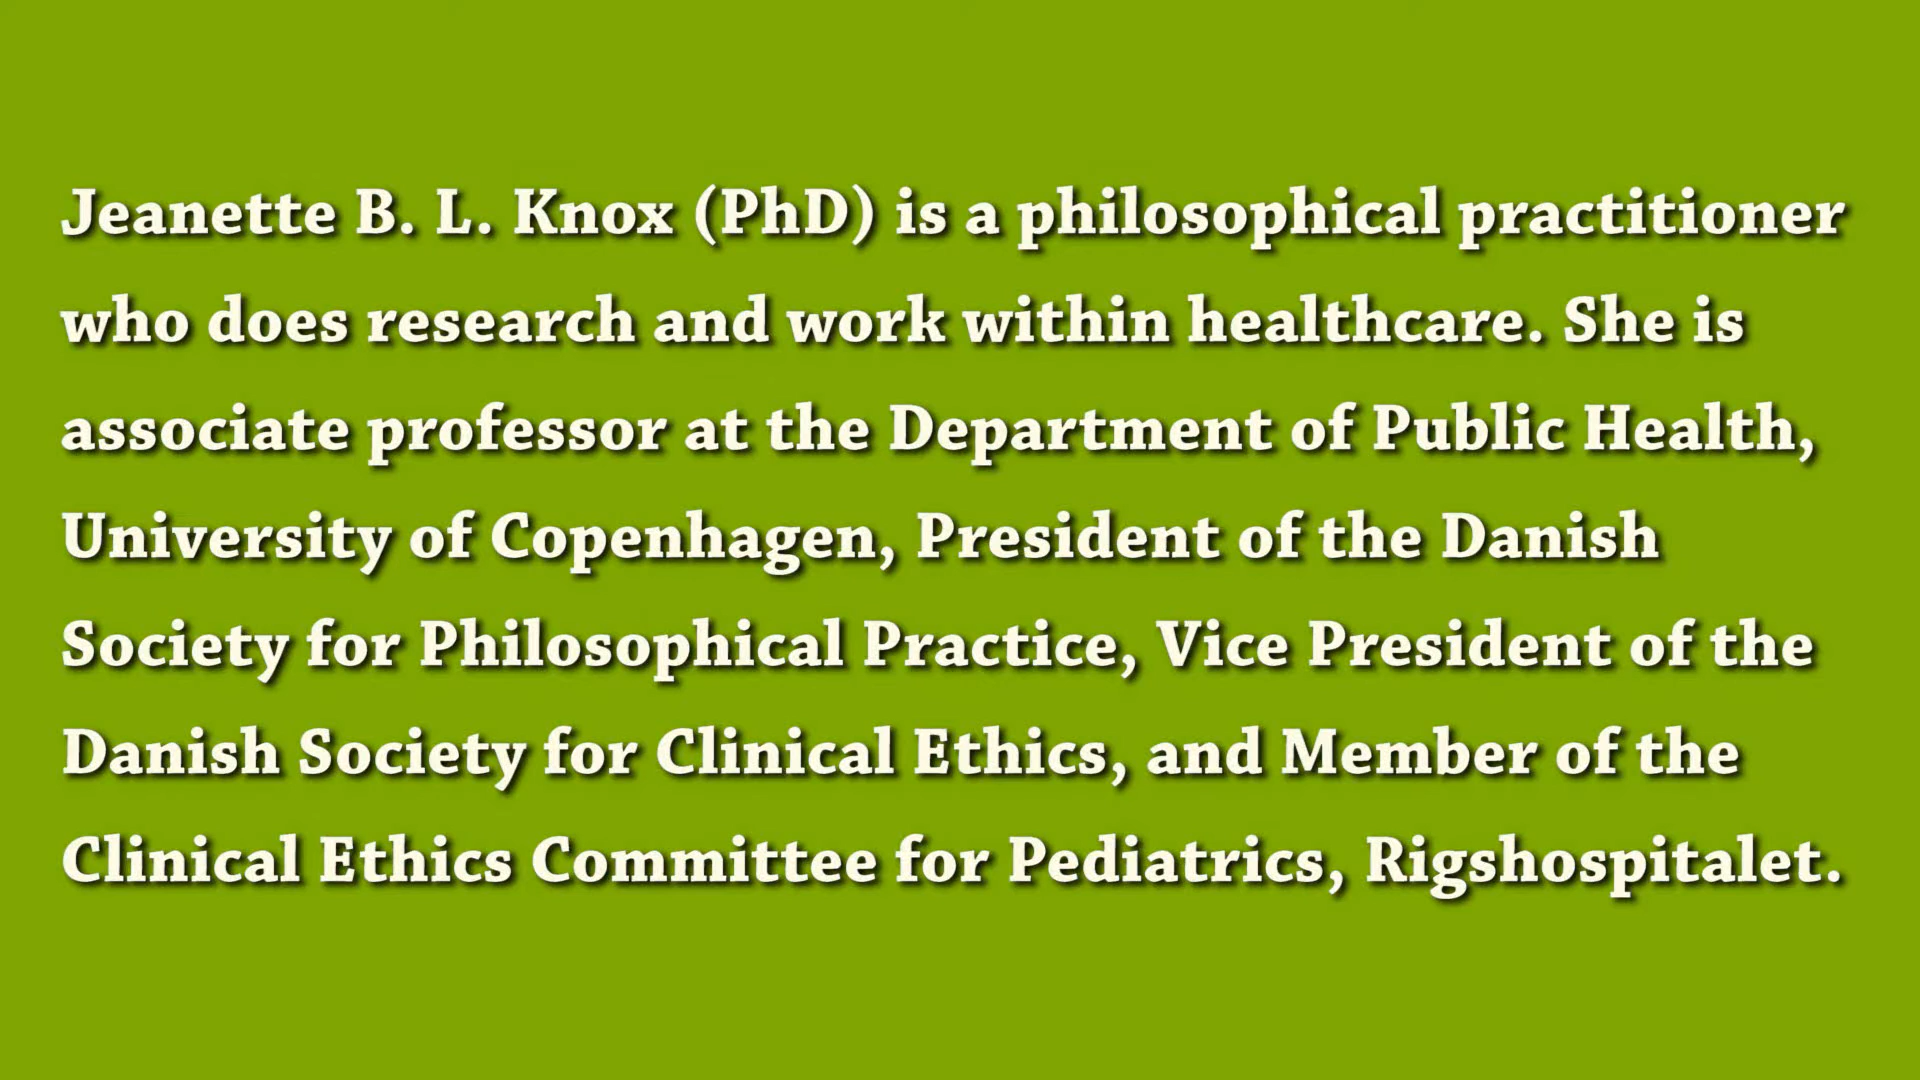 Jeanette B. L. Knox (PhD) is a philosophical practitioner
who does research and work within healthcare. She is
associate professor at the Department of Public Health,
University of Copenhagen, President of the Danish
Society for Philosophical Practice, Vice President of the
Danish Society for Clinical Ethics, and Member of the
Clinical Ethics Committee for Pediatrics, Rigshospitalet.